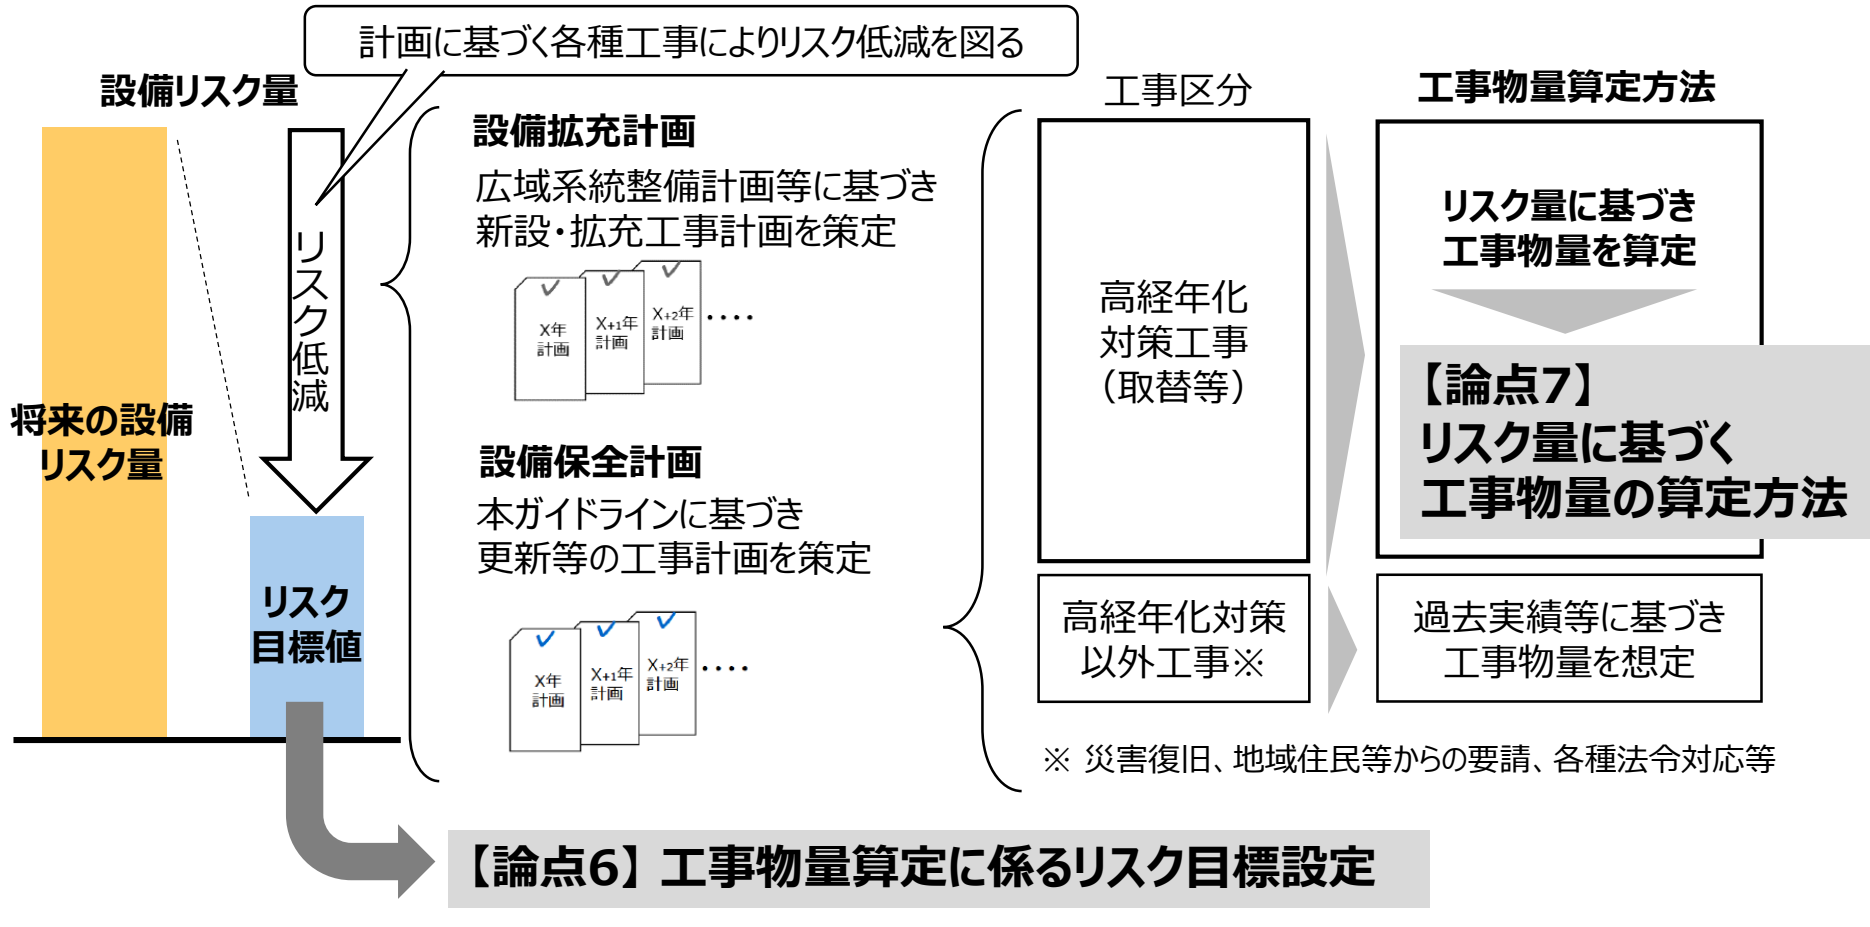 計画に基づく各種工事によりリスク低減を図る
設備リスク量
将来の設備
リスク量
リスク低減
リスク
目標値
設備拡充計画
広域系統整備計画等に基づき
新設・拡充工事計画を策定
X年
計画
X+1年
計画
X+2年
計画
・・・・
設備保全計画
本ガイドラインに基づき
更新等の工事計画を策定
X年
計画
X+1年
計画
X+2年
計画
・・・・
工事区分
高経年化
対策工事
（取替等）
高経年化対策
以外工事※
工事物量算定方法
リスク量に基づき
工事物量を算定
【論点7】
リスク量に基づく
工事物量の算定方法
過去実績等に基づき
工事物量を想定
※ 災害復旧、地域住民等からの要請、各種法令対応等
【論点6】工事物量算定に係るリスク目標設定